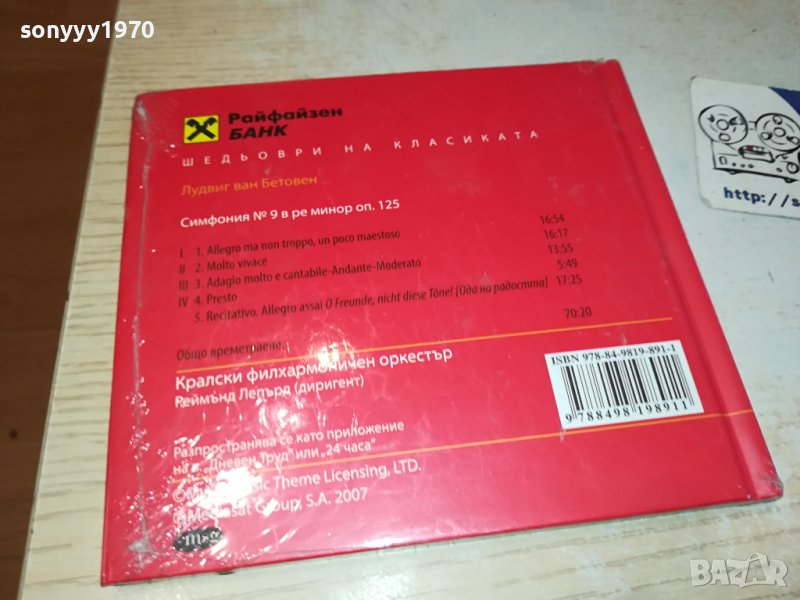 sonyyy1970
Райфайзен
БАНК
ШЕДЬОВРИ НА КЛАСИКАТА
Лудвиг ван Бетовен
Симфония № 9 в ре минор оп. 125
I 1. Allegro ma non troppo, un poco maestoso 16:54
II 2. Molto vivace 16:17
III 3. Adagio molto e cantabile-Andante-Moderato 13:55
IV 4. Presto 5:49
5. Recitativo. Allegro assai O Freunde, nicht diese Töne! [Ода на радостта] 17:25
Общо времетраене: 70:20
Кралски филхармоничен оркестър
Реймънд Лепърд (диригент)
Разпространява се като приложение
на в. „Дневен Труд" или „24 часа"
Theme Licensing, LTD.
Group, S.A. 2007
m·s·g
ISBN 978-84-9819-891-1
9 788498 198911
http://s
BAZAR